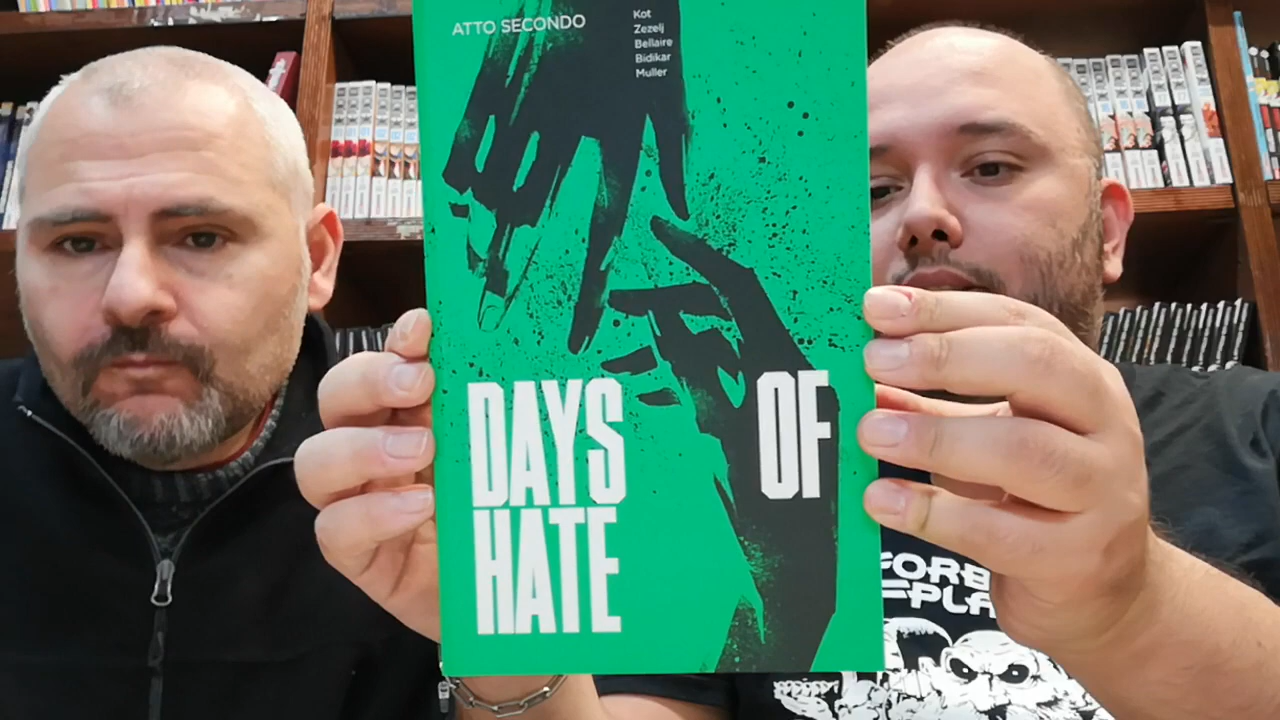 ATTO SECONDO
Kot
Zezelj
Bellaire
Bidikar
Muller
DAYS OF
HATE